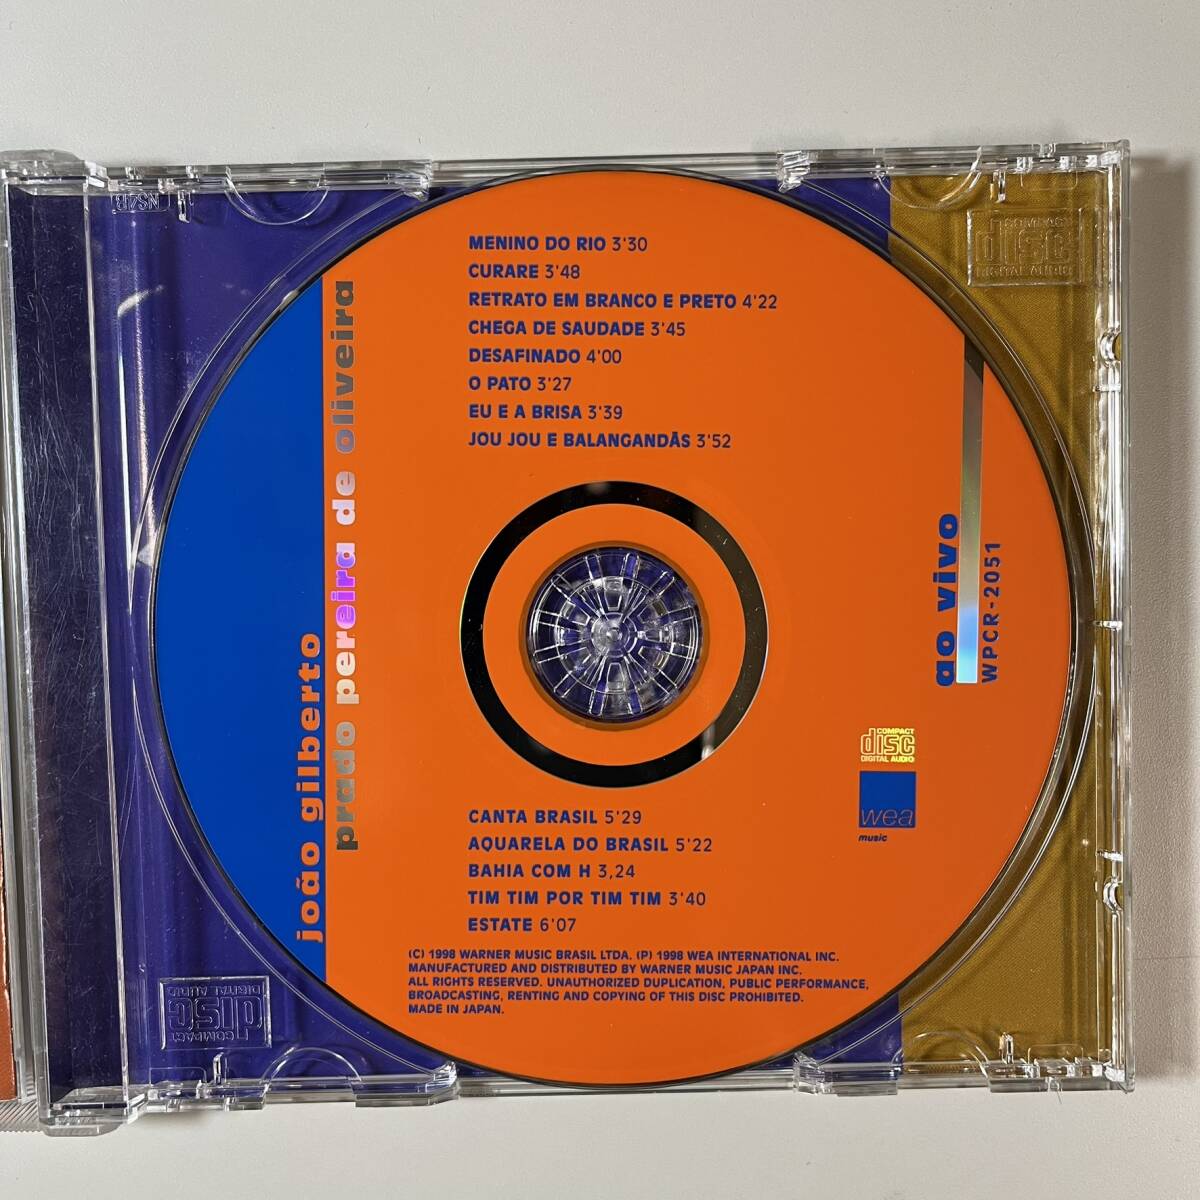 MENINO DO RIO 3'30
CURARE 3'48
RETRATO EM BRANCO E PRETO 4'22
CHEGA DE SAUDADE 3'45
DESAFINADO 4'00
O PATO 3'27
EU E A BRISA 3'39
JOU JOU E BALANGANDÃS 3'52
joão gilberto
prado pereira de oliveira
ao vivo
WPCR-2051
COMPACT
disc
DIGITAL AUDIO
wea
music
CANTA BRASIL 5'29
AQUARELA DO BRASIL 5'22
BAHIA COM H 3,24
TIM TIM POR TIM TIM 3'40
ESTATE 6'07
(C) 1998 WARNER MUSIC BRASIL LTDA. (P) 1998 WEA INTERNATIONAL INC.
MANUFACTURED AND DISTRIBUTED BY WARNER MUSIC JAPAN INC.
ALL RIGHTS RESERVED. UNAUTHORIZED DUPLICATION, PUBLIC PERFORMANCE,
BROADCASTING, RENTING AND COPYING OF THIS DISC PROHIBITED.
MADE IN JAPAN.
COMPACT
disc
DIGITAL AUDIO
COMPACT
disc
DIGITAL AUDIO